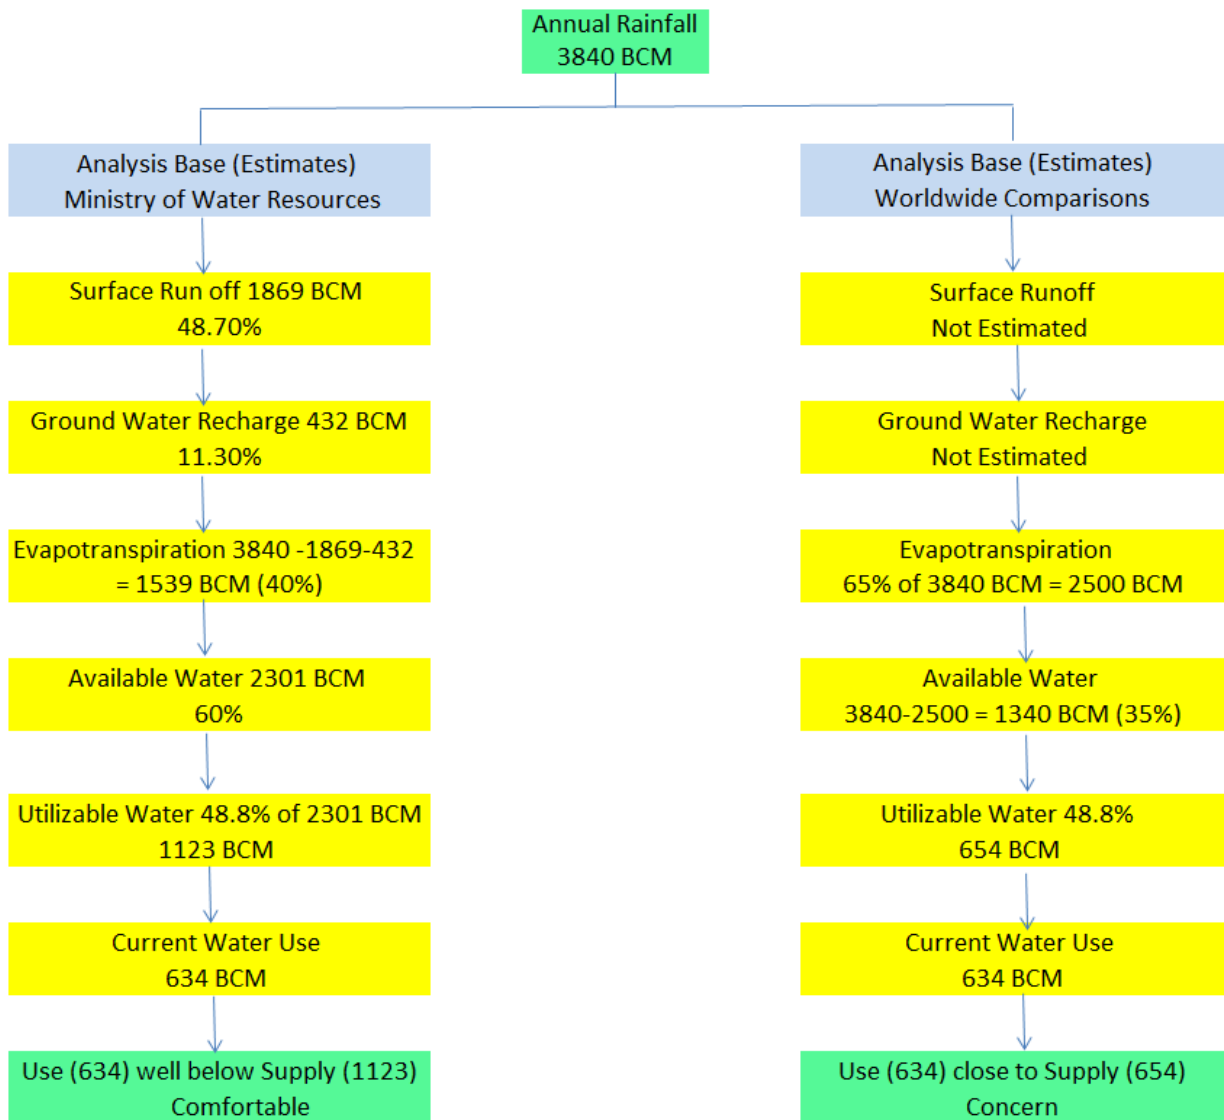 Annual Rainfall
3840 BCM
Analysis Base (Estimates)
Ministry of Water Resources
Surface Run off 1869 BCM
48.70%
Ground Water Recharge 432 BCM
11.30%
Evapotranspiration 3840 -1869-432
= 1539 BCM (40%)
Available Water 2301 BCM
60%
Utilizable Water 48.8% of 2301 BCM
1123 BCM
Current Water Use
634 BCM
Use (634) well below Supply (1123)
Comfortable
Analysis Base (Estimates)
Worldwide Comparisons
Surface Runoff
Not Estimated
Ground Water Recharge
Not Estimated
Evapotranspiration
65% of 3840 BCM = 2500 BCM
Available Water
3840-2500 = 1340 BCM (35%)
Utilizable Water 48.8%
654 BCM
Current Water Use
634 BCM
Use (634) close to Supply (654)
Concern